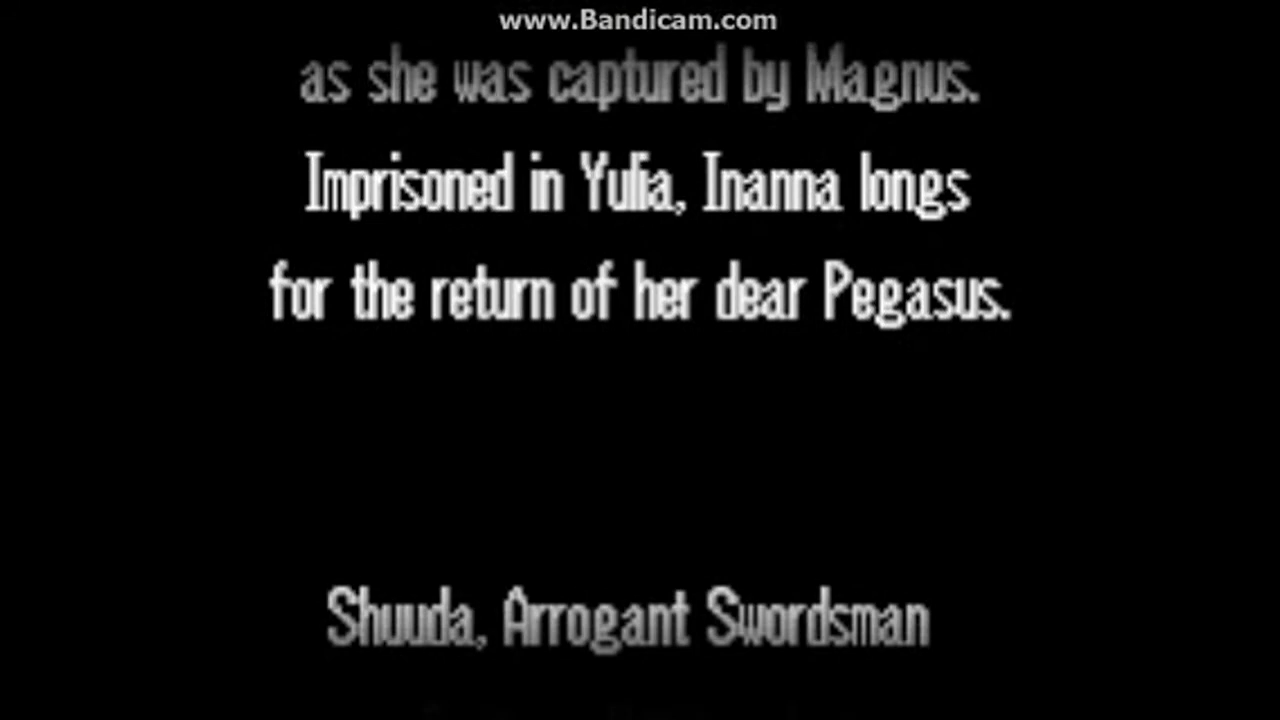 www.Bandicam.com
as she was captured by Magnus.
Imprisoned in Yulia, Inanna longs
for the return of her dear Pegasus.
Shuuda, Arrogant Swordsman